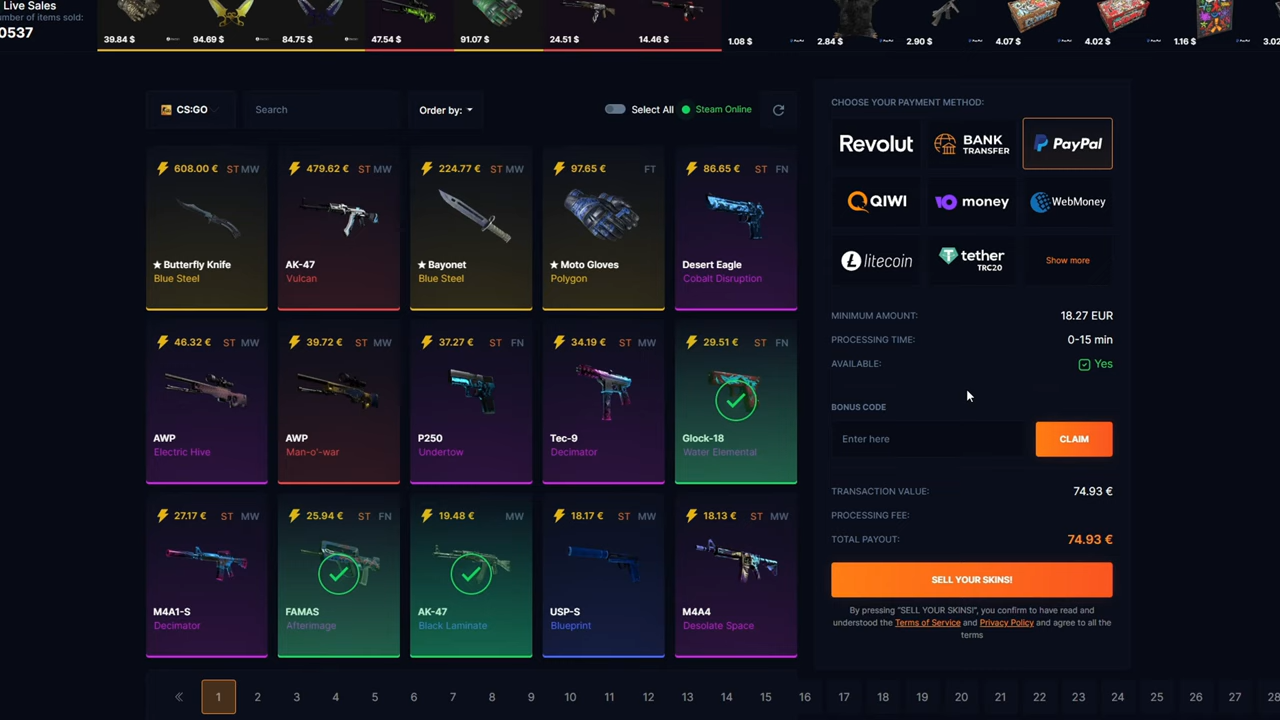 Live Sales
umber of items sold:
0537
39.84 $
94.69 $
84.75 $
47.54 $
91.07 $
24.51 $
14.46 $
1.08 $
2.84 $
2.90 $
4.07 $
4.02 $
1.16 $
3.02
CS:GO
Search
Order by:
Select All
Steam Online
608.00 € ST MW
★ Butterfly Knife
Blue Steel
479.62 € ST MW
AK-47
Vulcan
224.77 € ST MW
★ Bayonet
Blue Steel
97.65 € FT
★ Moto Gloves
Polygon
86.65 € ST FN
Desert Eagle
Cobalt Disruption
46.32 € ST MW
AWP
Electric Hive
39.72 € ST MW
AWP
Man-o'-war
37.27 € ST FN
P250
Undertow
34.19 € ST MW
Tec-9
Decimator
29.51 € ST FN
Glock-18
Water Elemental
27.17 € ST MW
M4A1-S
Decimator
25.94 € ST FN
FAMAS
Afterimage
19.48 € MW
AK-47
Black Laminate
18.17 € ST MW
USP-S
Blueprint
18.13 € ST MW
M4A4
Desolate Space
« 1 2 3 4 5 6 7 8 9 10 11 12 13 14 15 16 17 18 19 20 21 22 23 24 25 26 27 28
CHOOSE YOUR PAYMENT METHOD:
Revolut
BANK
TRANSFER
PayPal
QIWI
money
WebMoney
litecoin
tether
TRC20
Show more
MINIMUM AMOUNT: 18.27 EUR
PROCESSING TIME: 0-15 min
AVAILABLE: Yes
BONUS CODE
Enter here
CLAIM
TRANSACTION VALUE: 74.93 €
PROCESSING FEE:
TOTAL PAYOUT: 74.93 €
SELL YOUR SKINS!
By pressing "SELL YOUR SKINS!", you confirm to have read and
understood the Terms of Service and Privacy Policy and agree to all the
terms